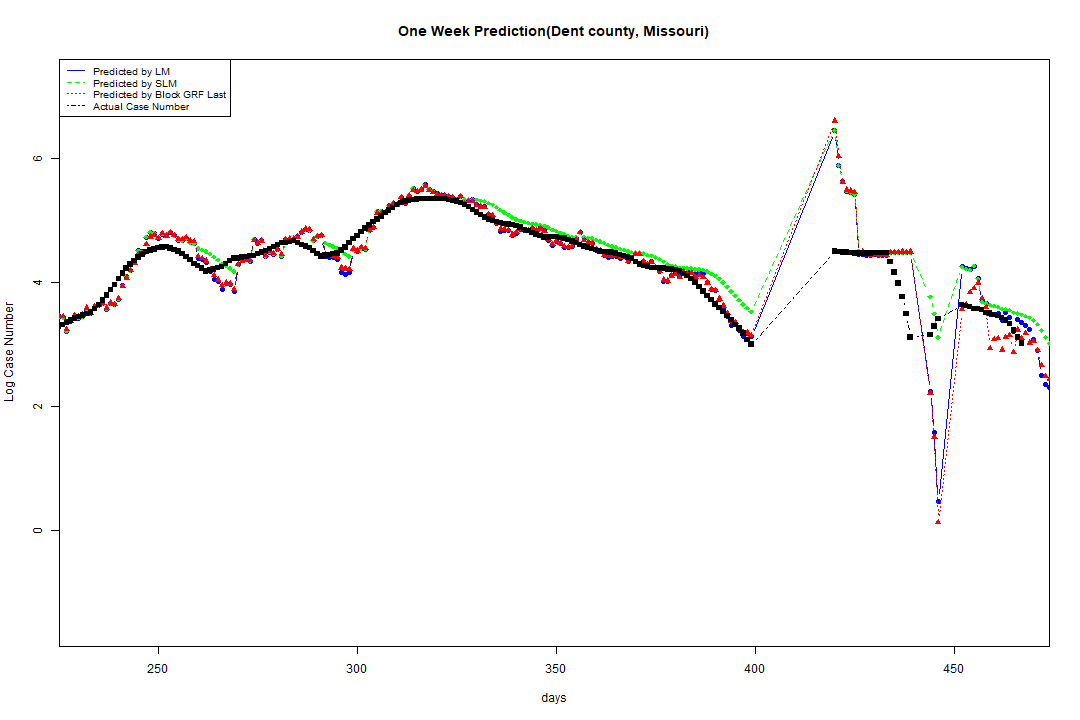 One Week Prediction(Dent county, Missouri)
Predicted by LM
Predicted by SLM
Predicted by Block GRF Last
Actual Case Number
6
4
2
0
Log Case Number
250 300 350 400 450
days